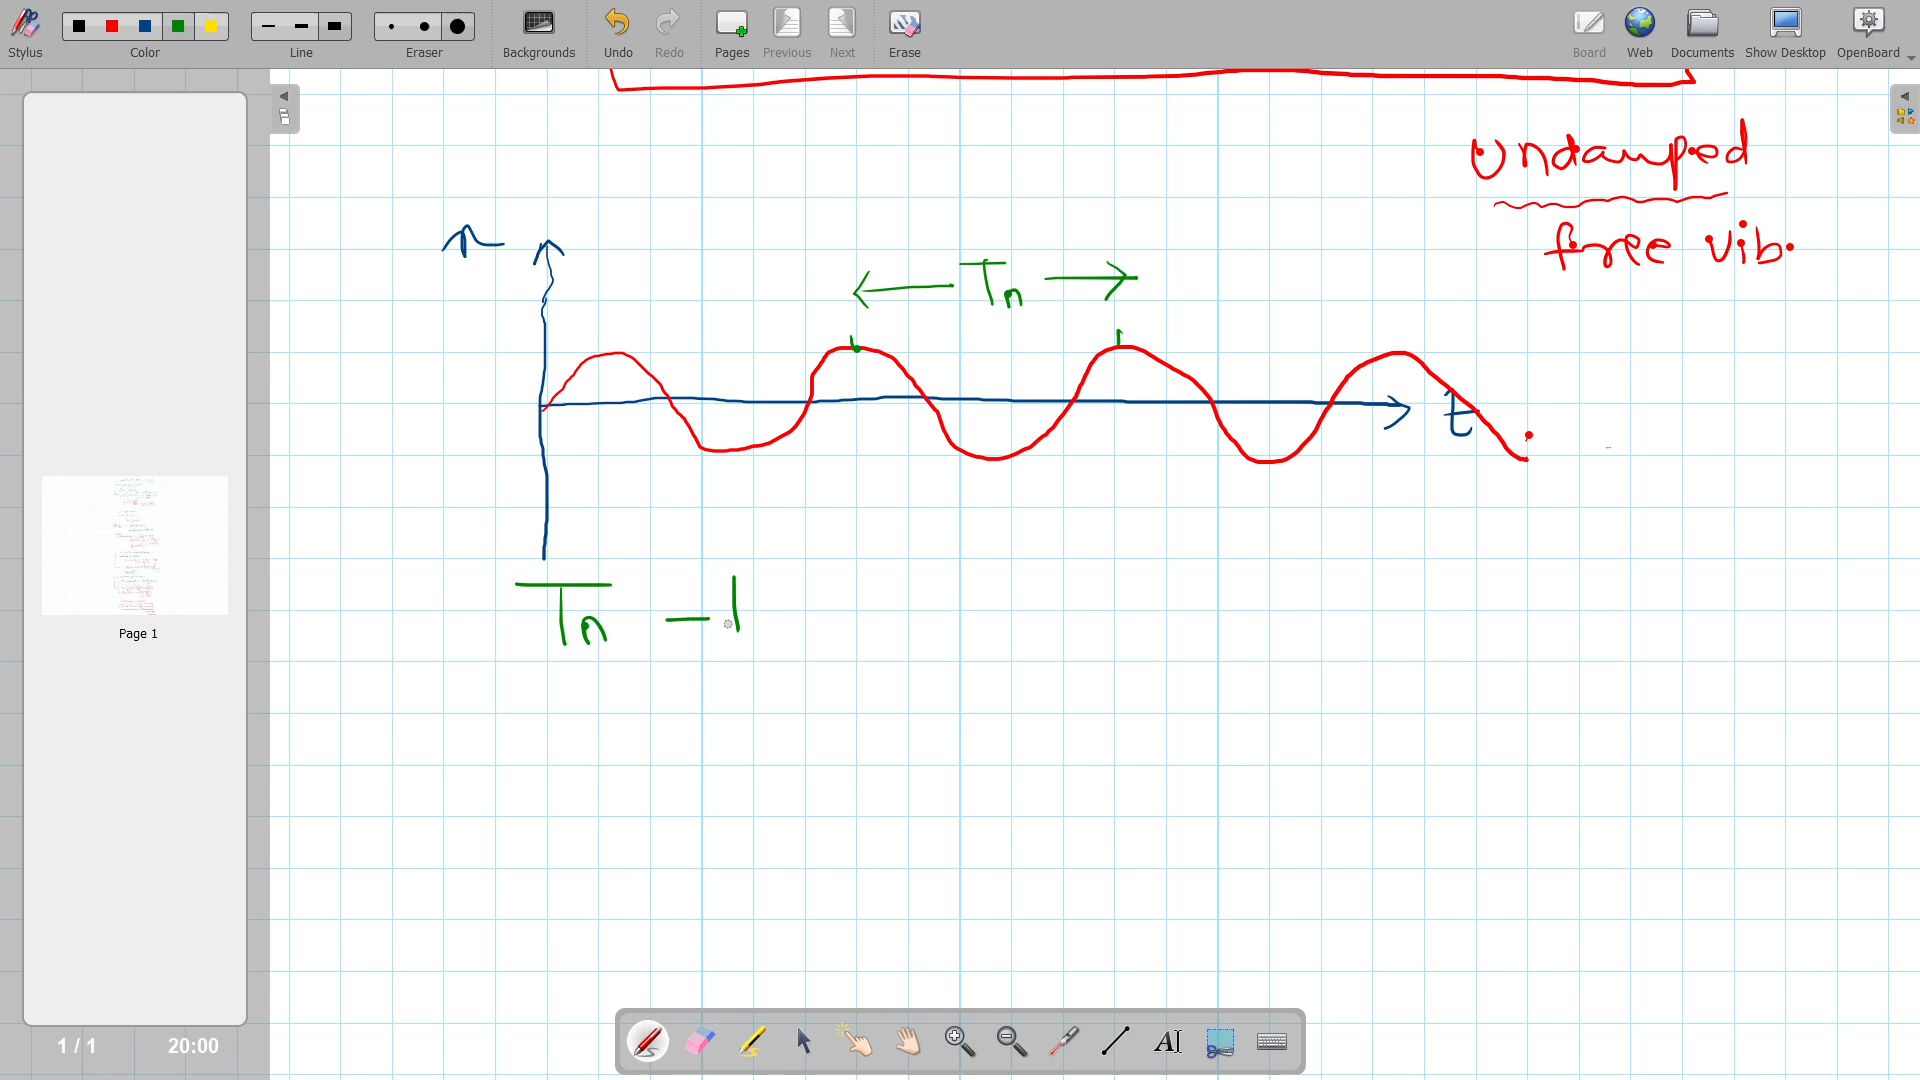 Stylus Color Line Eraser Backgrounds Undo Redo Pages Previous Next Erase Board Web Documents Show Desktop OpenBoard
Undamped
free vib.
Tn
t
Tn -
Page 1
1 / 1 20:00